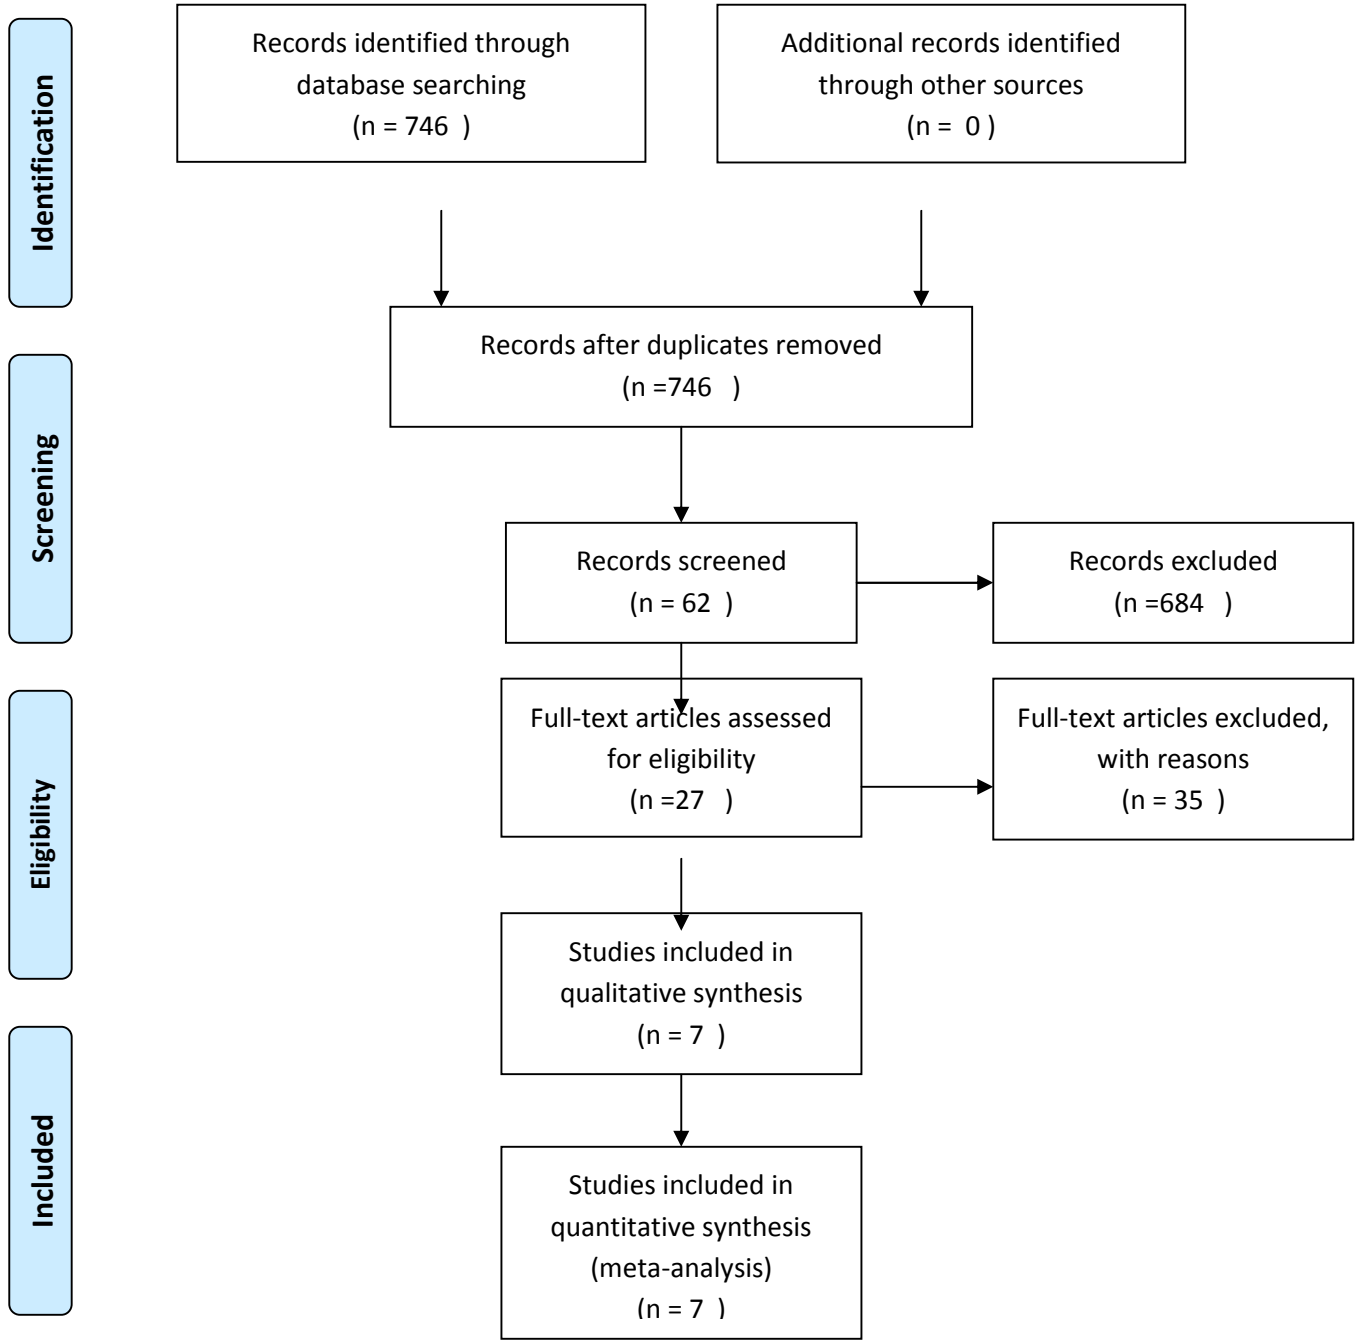 Identification
Records identified through
database searching
(n = 746  )
Additional records identified
through other sources
(n =  0 )
Records after duplicates removed
(n =746   )
Screening
Records screened
(n = 62  )
Records excluded
(n =684   )
Eligibility
Full-text articles assessed
for eligibility
(n =27   )
Full-text articles excluded,
with reasons
(n = 35  )
Studies included in
qualitative synthesis
(n = 7  )
Included
Studies included in
quantitative synthesis
(meta-analysis)
(n = 7  )